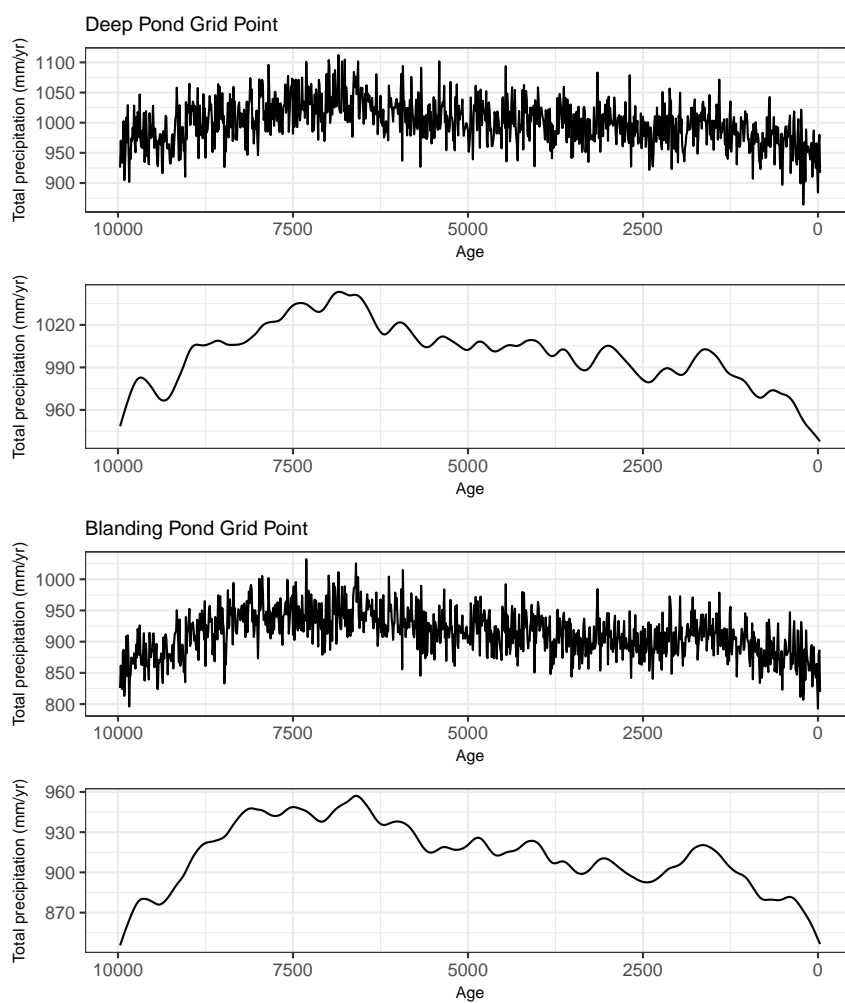 Deep Pond Grid Point
Total precipitation (mm/yr)
1100
1050
1000
950
900
10000 7500 5000 2500 0
Age
Total precipitation (mm/yr)
1020
990
960
10000 7500 5000 2500 0
Age
Blanding Pond Grid Point
Total precipitation (mm/yr)
1000
950
900
850
800
10000 7500 5000 2500 0
Age
Total precipitation (mm/yr)
960
930
900
870
10000 7500 5000 2500 0
Age